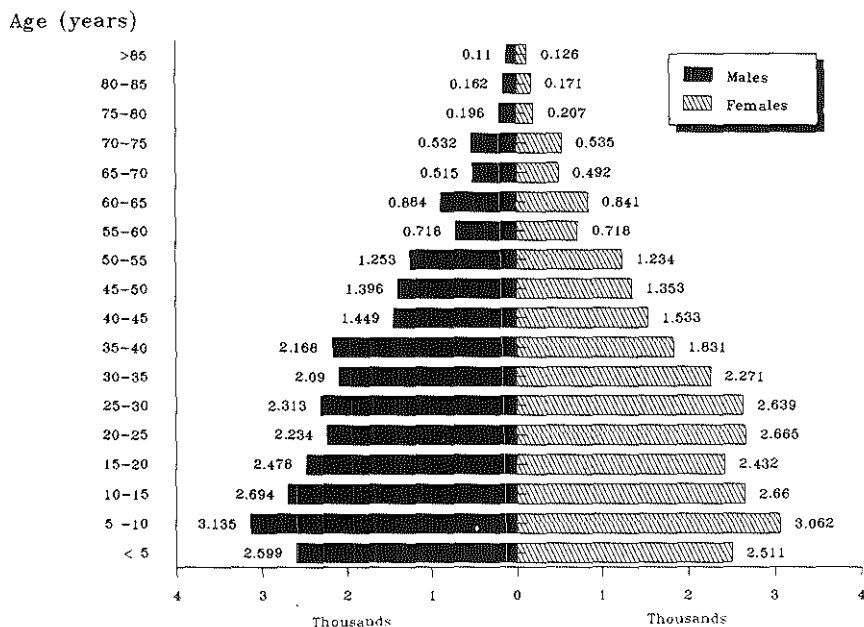 Age (years)
>85 0.11 0.126
80-85 0.162 0.171
75-80 0.196 0.207
70-75 0.532 0.535
65-70 0.515 0.492
60-65 0.884 0.841
55-60 0.718 0.718
50-55 1.253 1.234
45-50 1.396 1.353
40-45 1.449 1.533
35-40 2.168 1.831
30-35 2.09 2.271
25-30 2.313 2.639
20-25 2.234 2.665
15-20 2.478 2.432
10-15 2.694 2.66
5 -10 3.135 3.062
< 5 2.599 2.511
4 3 2 1 0 1 2 3 4
Thousands Thousands
Males
Females